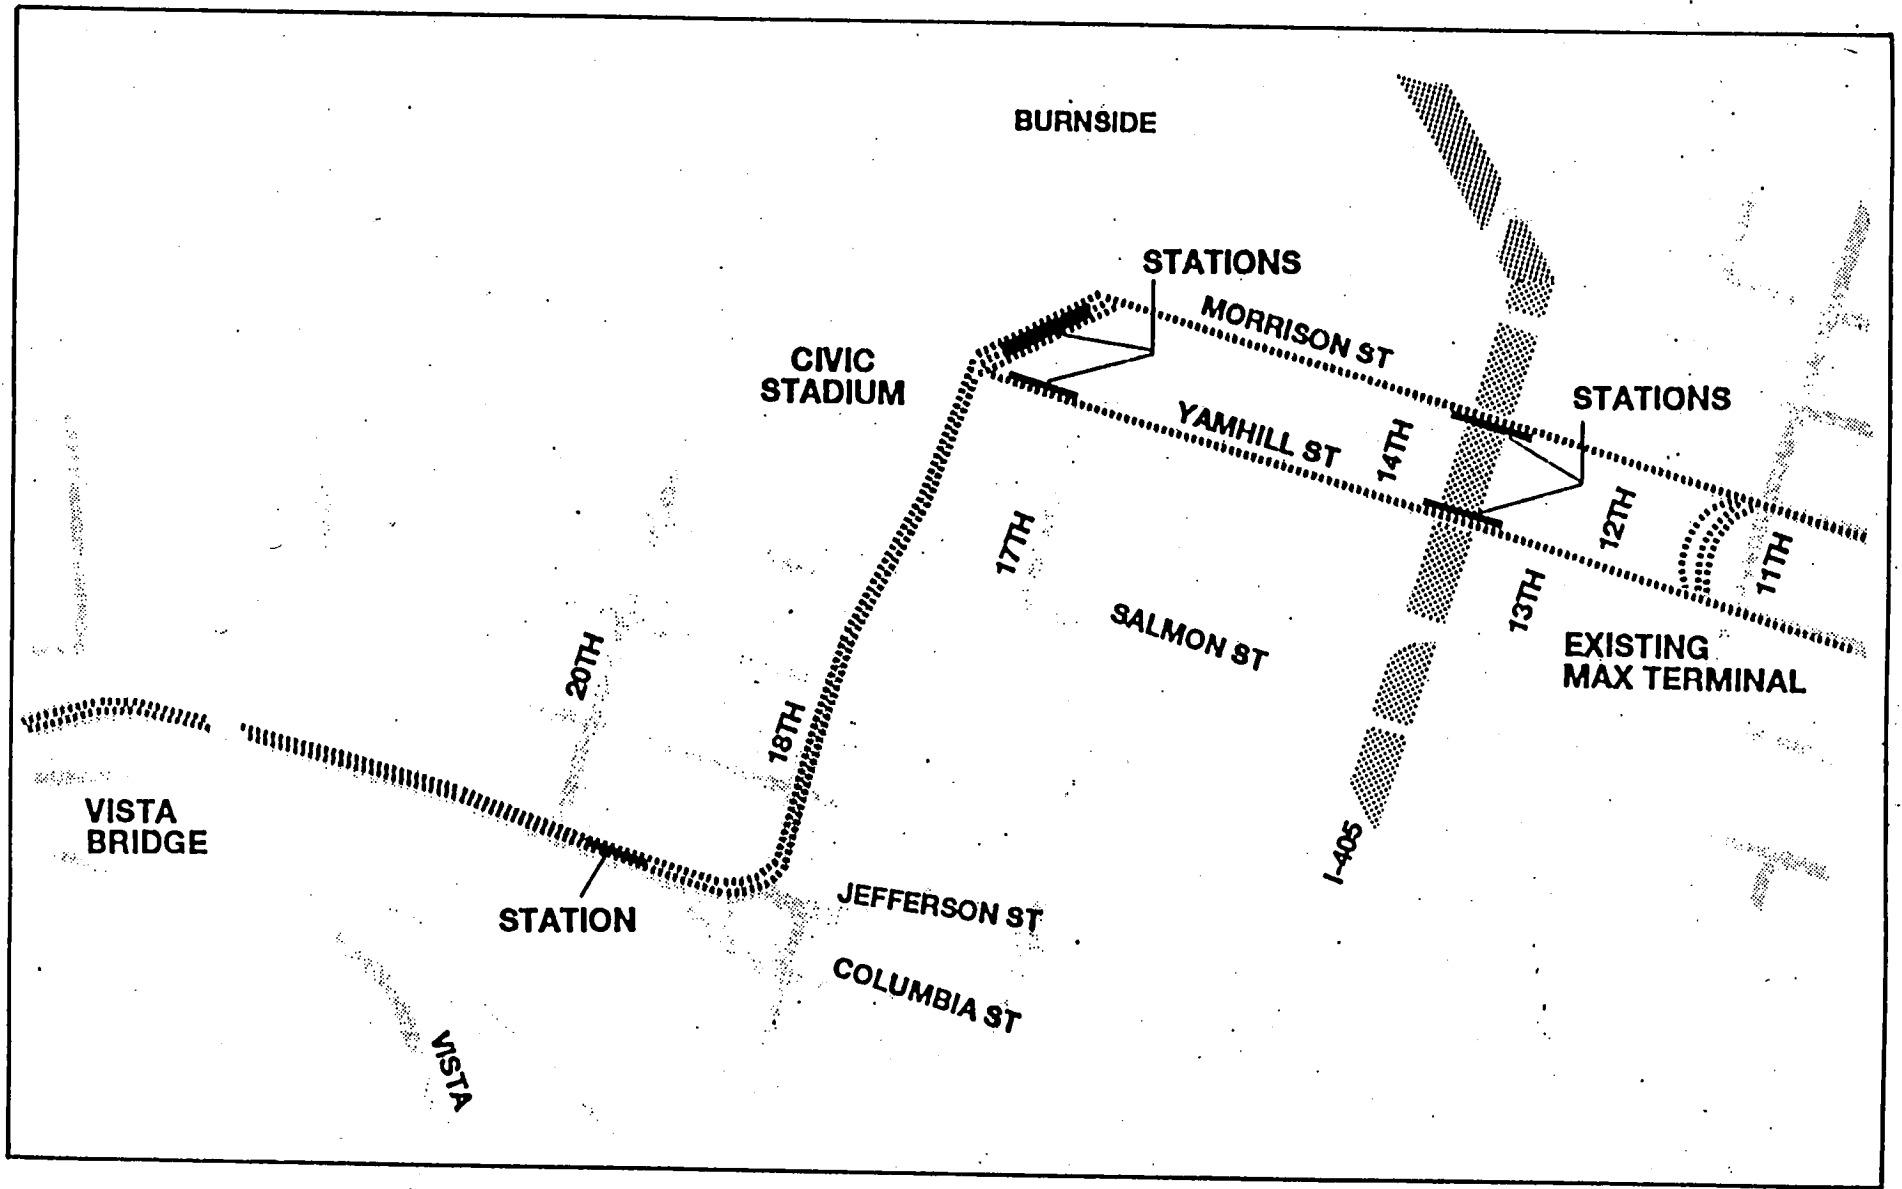 BURNSIDE
STATIONS
MORRISON ST
CIVIC
STADIUM
STATIONS
YAMHILL ST
14TH
12TH
17TH
11TH
13TH
SALMON ST
EXISTING
MAX TERMINAL
20TH
18TH
VISTA
BRIDGE
I-405
JEFFERSON ST
STATION
COLUMBIA ST
VISTA